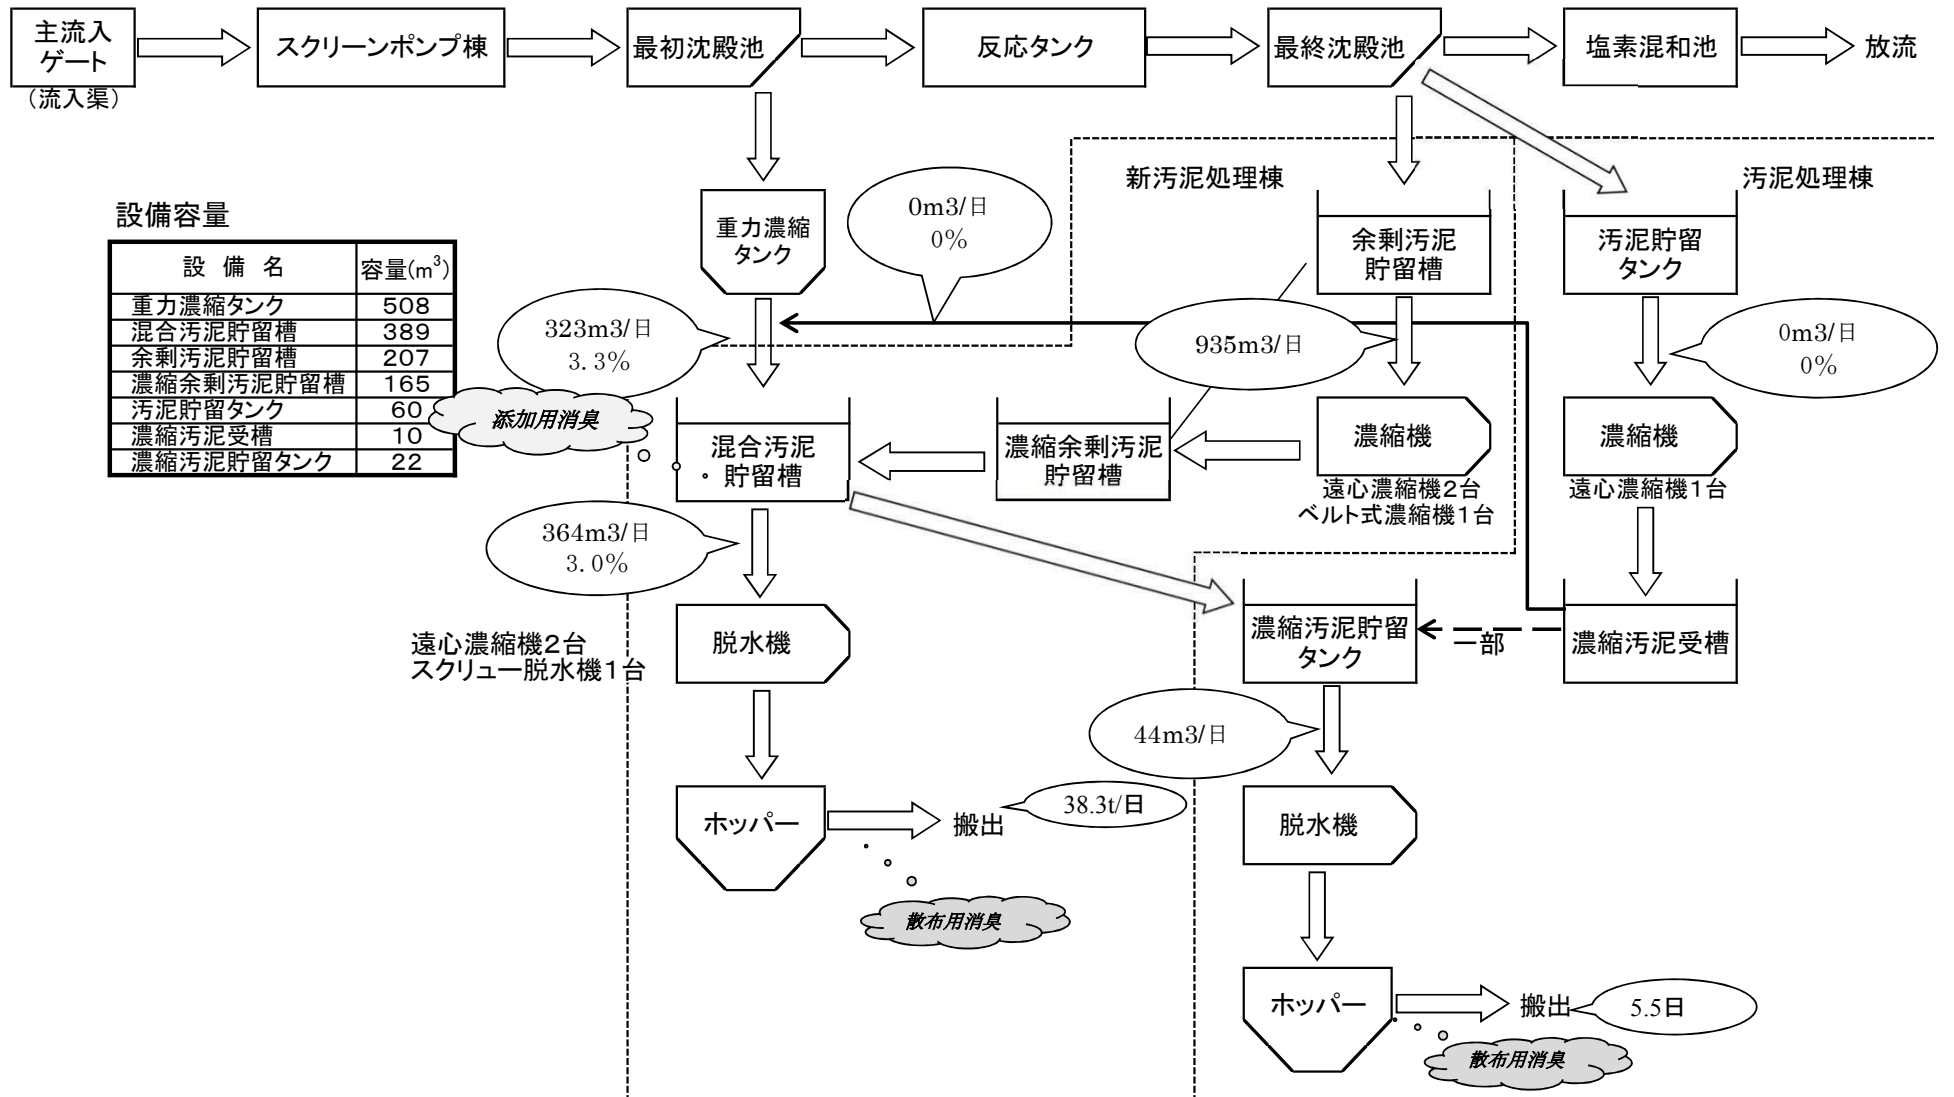 主流入
ゲート
(流入渠)
スクリーンポンプ棟
最初沈殿池
反応タンク
最終沈殿池
塩素混和池
放流
新汚泥処理棟
汚泥処理棟
設備容量
設 備 名 容量(m³)
重力濃縮タンク 508
混合汚泥貯留槽 389
余剰汚泥貯留槽 207
濃縮余剰汚泥貯留槽 165
汚泥貯留タンク 60
濃縮汚泥受槽 10
濃縮汚泥貯留タンク 22
重力濃縮
タンク
0m3/日
0%
余剰汚泥
貯留槽
汚泥貯留
タンク
323m3/日
3.3%
935m3/日
0m3/日
0%
添加用消臭
混合汚泥
貯留槽
濃縮余剰汚泥
貯留槽
濃縮機
遠心濃縮機2台
ベルト式濃縮機1台
濃縮機
遠心濃縮機1台
364m3/日
3.0%
遠心濃縮機2台
スクリュー脱水機1台
脱水機
濃縮汚泥貯留
タンク
一部
濃縮汚泥受槽
44m3/日
ホッパー
搬出
38.3t/日
脱水機
散布用消臭
ホッパー
搬出
5.5日
散布用消臭